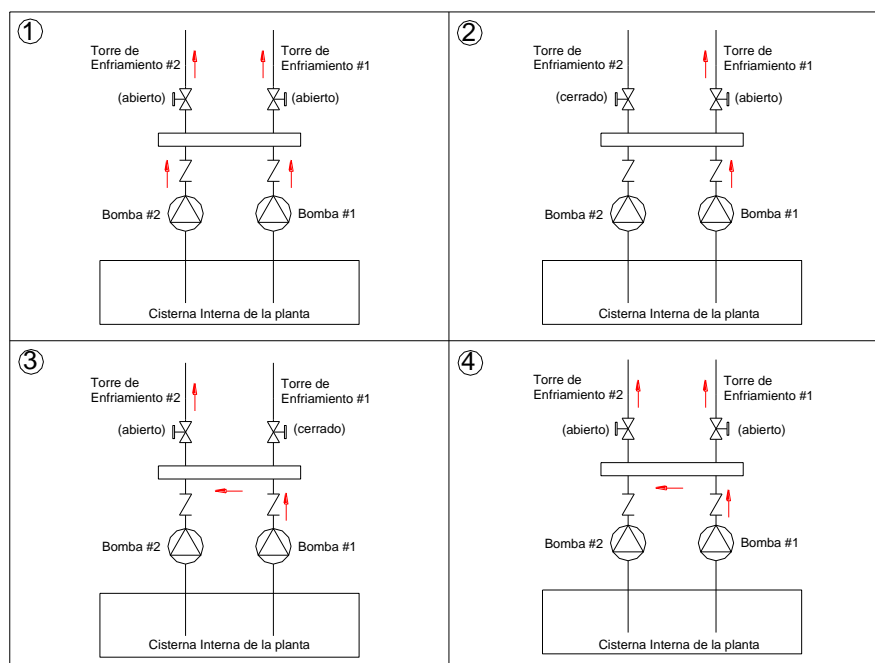 1
Torre de
Enfriamiento #2
Torre de
Enfriamiento #1
(abierto)
(abierto)
Bomba #2
Bomba #1
Cisterna Interna de la planta
2
Torre de
Enfriamiento #2
Torre de
Enfriamiento #1
(cerrado)
(abierto)
Bomba #2
Bomba #1
Cisterna Interna de la planta
3
Torre de
Enfriamiento #2
Torre de
Enfriamiento #1
(abierto)
(cerrado)
Bomba #2
Bomba #1
Cisterna Interna de la planta
4
Torre de
Enfriamiento #2
Torre de
Enfriamiento #1
(abierto)
(abierto)
Bomba #2
Bomba #1
Cisterna Interna de la planta